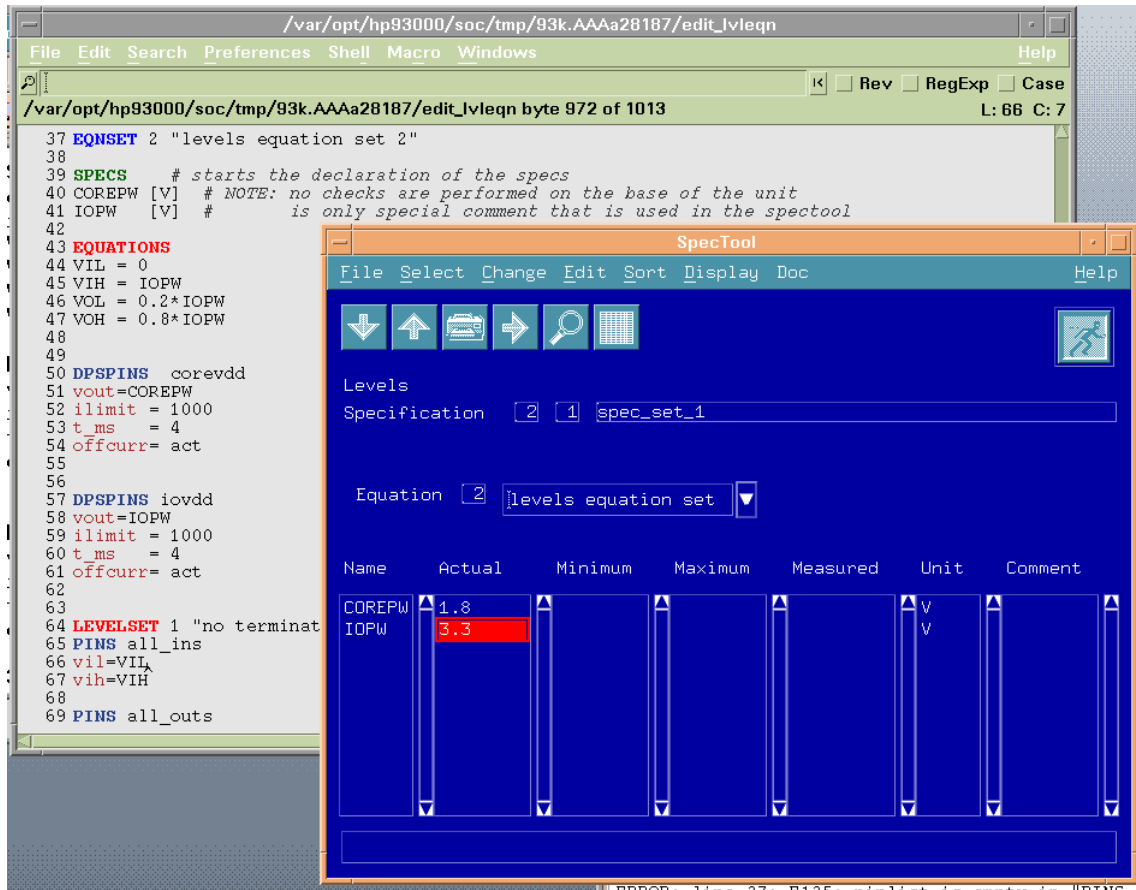 /var/opt/hp93000/soc/tmp/93k.AAAa28187/edit_lvleqn
File Edit Search Preferences Shell Macro Windows Help
Rev RegExp Case
/var/opt/hp93000/soc/tmp/93k.AAAa28187/edit_lvleqn byte 972 of 1013 L: 66 C: 7
37 EQNSET 2 "levels equation set 2"
38
39 SPECS # starts the declaration of the specs
40 COREPW [V] # NOTE: no checks are performed on the base of the unit
41 IOPW [V] # is only special comment that is used in the spectool
42
43 EQUATIONS
44 VIL = 0
45 VIH = IOPW
46 VOL = 0.2*IOPW
47 VOH = 0.8*IOPW
48
49
50 DPSPINS corevdd
51 vout=COREPW
52 ilimit = 1000
53 t_ms = 4
54 offcurr= act
55
56
57 DPSPINS iovdd
58 vout=IOPW
59 ilimit = 1000
60 t_ms = 4
61 offcurr= act
62
63
64 LEVELSET 1 "no terminat
65 PINS all_ins
66 vil=VIL
67 vih=VIH
68
69 PINS all_outs
SpecTool
File Select Change Edit Sort Display Doc Help
Levels
Specification 2 1 spec_set_1
Equation 2 levels equation set
Name Actual Minimum Maximum Measured Unit Comment
COREPW 1.8 V
IOPW 3.3 V